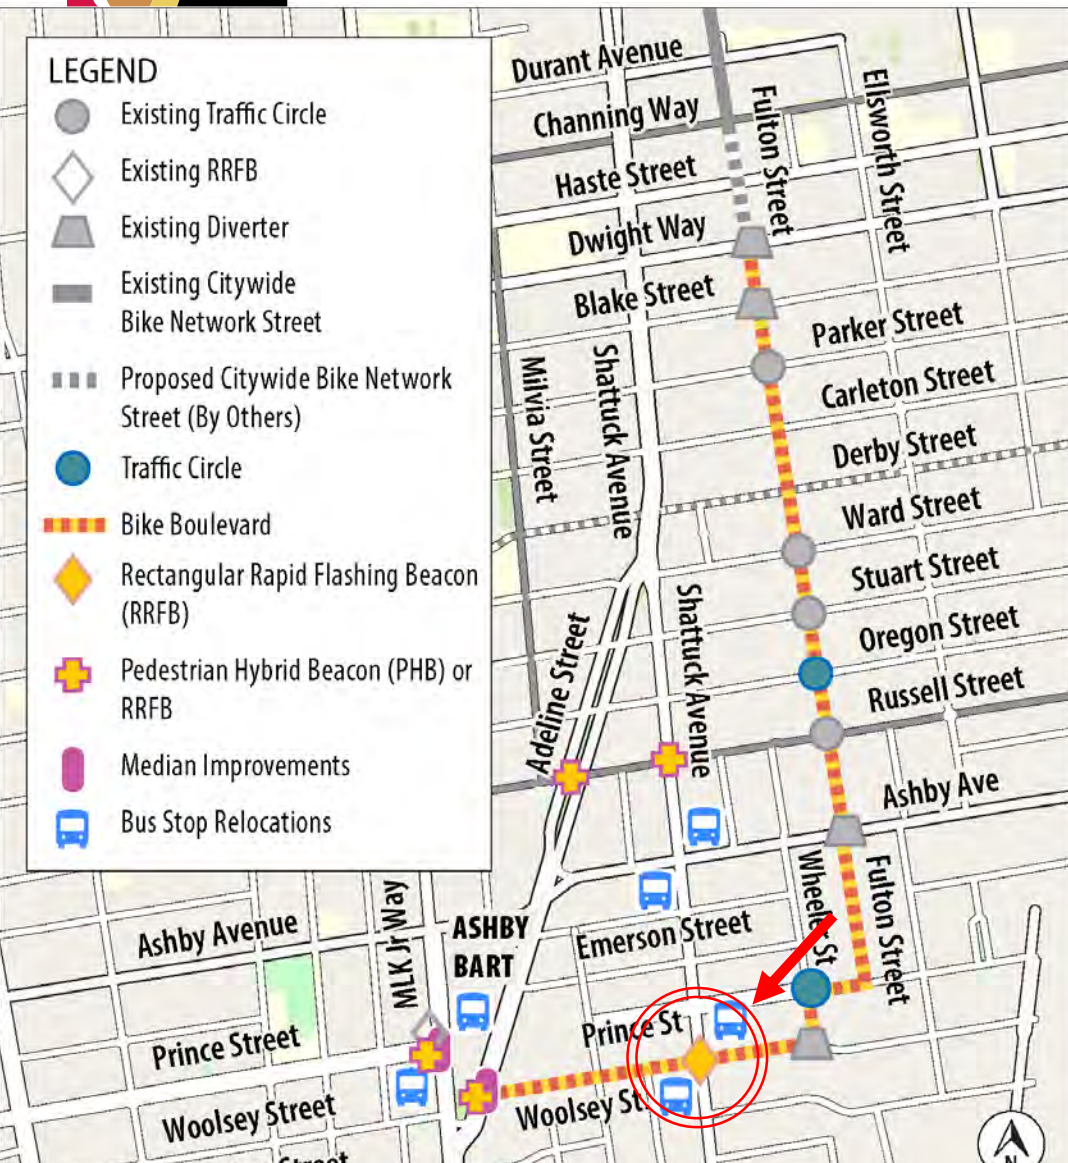 LEGEND
Existing Traffic Circle
Existing RRFB
Existing Diverter
Existing Citywide
Bike Network Street
Proposed Citywide Bike Network
Street (By Others)
Traffic Circle
Bike Boulevard
Rectangular Rapid Flashing Beacon
(RRFB)
Pedestrian Hybrid Beacon (PHB) or
RRFB
Median Improvements
Bus Stop Relocations
Durant Avenue
Channing Way
Haste Street
Dwight Way
Blake Street
Fulton Street
Ellsworth Street
Parker Street
Carleton Street
Derby Street
Ward Street
Stuart Street
Oregon Street
Russell Street
Ashby Ave
Milvia Street
Shattuck Avenue
Adeline Street
Shattuck Avenue
Wheeler St
Fulton Street
MLK Jr Way
ASHBY
BART
Emerson Street
Ashby Avenue
Prince St
Prince Street
Woolsey St.
Woolsey Street
Street
N